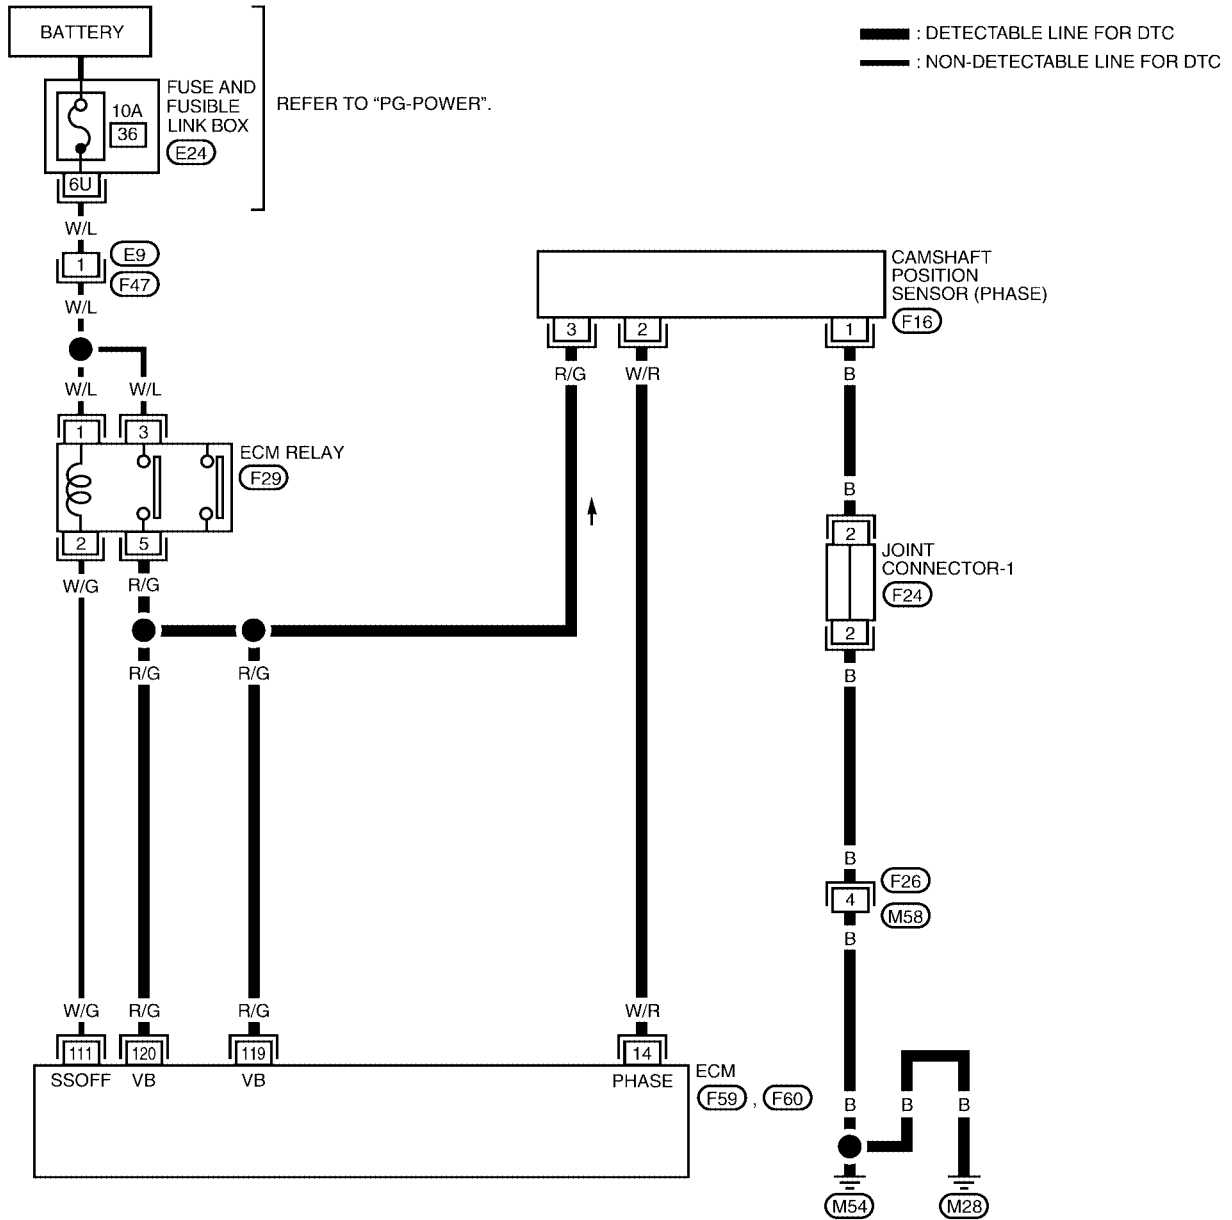 BATTERY
: DETECTABLE LINE FOR DTC
: NON-DETECTABLE LINE FOR DTC
FUSE AND
FUSIBLE
LINK BOX
E24
10A
36
REFER TO “PG-POWER”.
6U
W/L
1
E9
F47
W/L
W/L
W/L
1
3
ECM RELAY
F29
2
5
W/G
R/G
R/G
R/G
CAMSHAFT
POSITION
SENSOR (PHASE)
F16
3
2
1
R/G
W/R
B
B
2
JOINT
CONNECTOR-1
F24
2
B
B
F26
4
M58
B
W/G
R/G
R/G
W/R
111
120
119
14
SSOFF
VB
VB
PHASE
ECM
F59 , F60
B
B
B
M54
M28